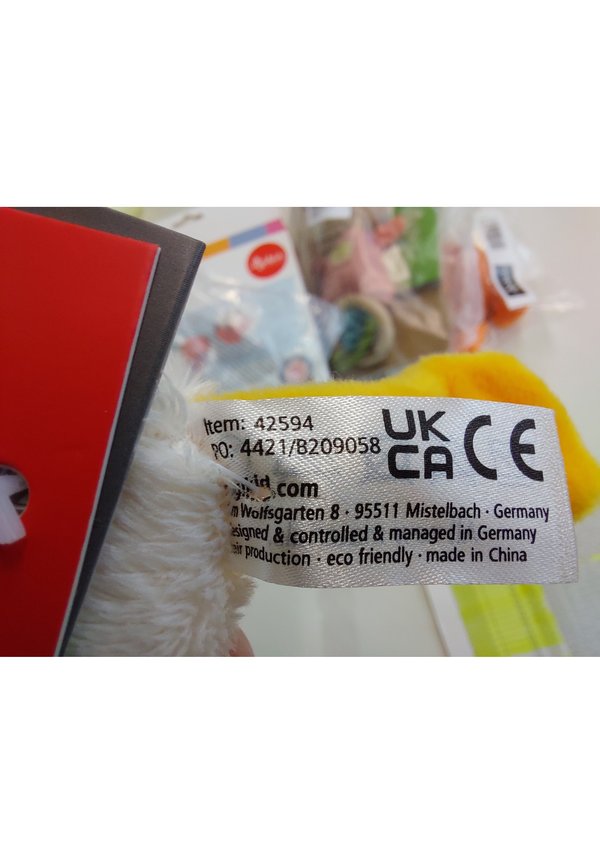 Item: 42594
PO: 4421/B209058
UK
CA CE
.com
Wolfsgarten 8 · 95511 Mistelbach · Germany
& controlled & managed in Germany
production · eco friendly · made in China